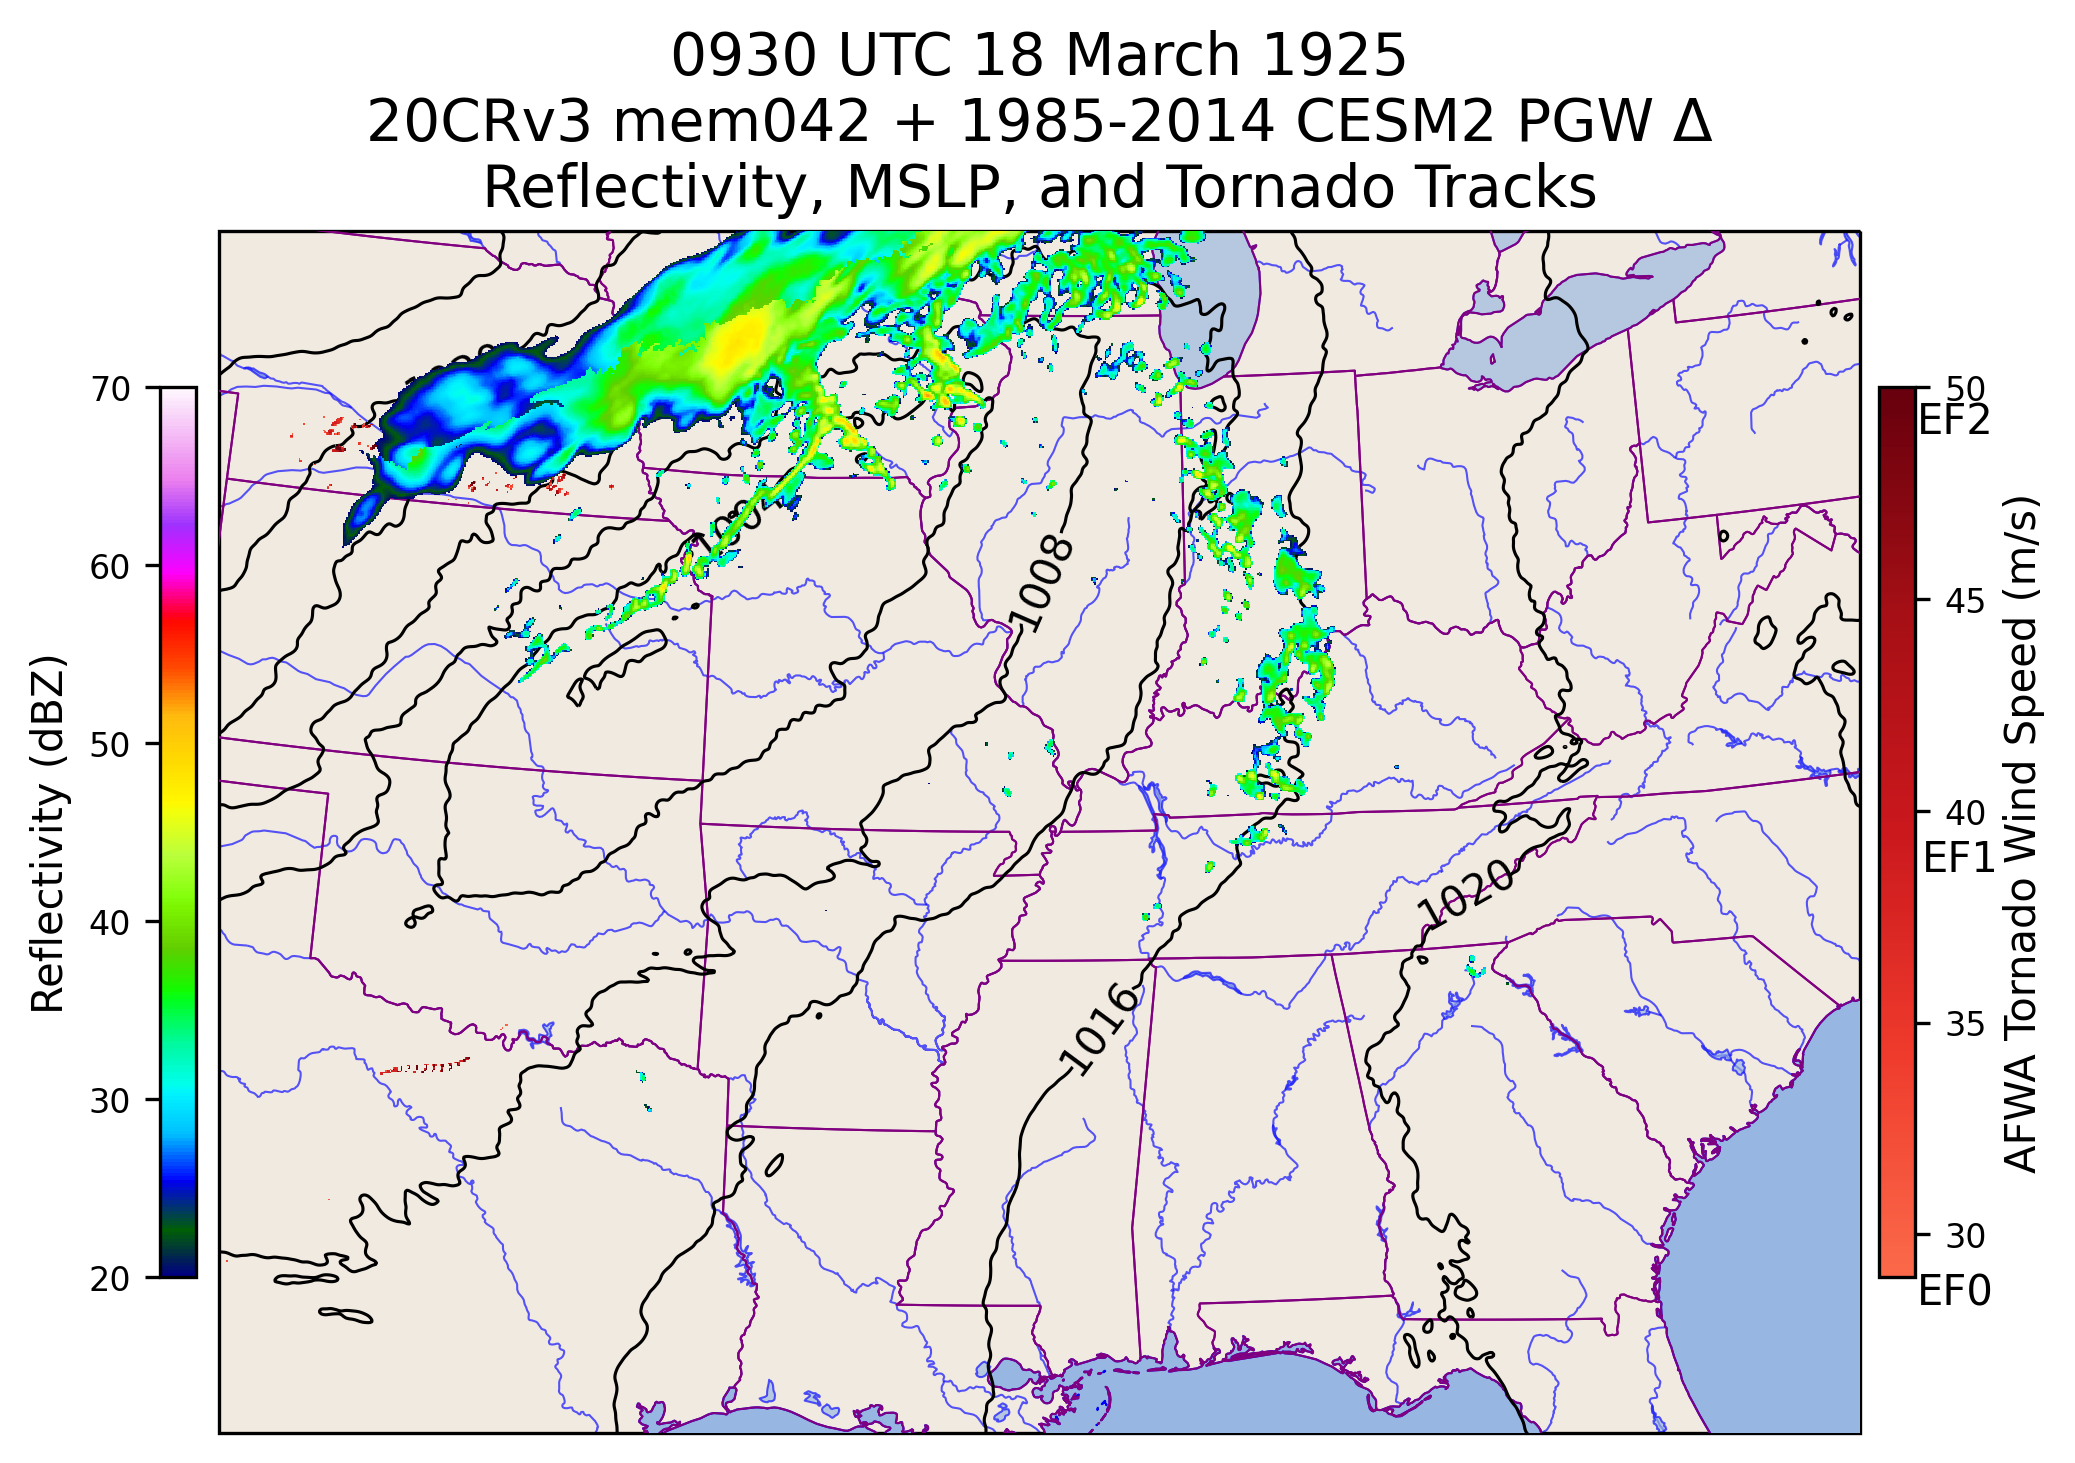 0930 UTC 18 March 1925
20CRv3 mem042 + 1985-2014 CESM2 PGW Δ
Reflectivity, MSLP, and Tornado Tracks
70
60
50
40
30
20
Reflectivity (dBZ)
1008
1016
1020
50
EF2
45
40
EF1
35
30
EF0
AFWA Tornado Wind Speed (m/s)